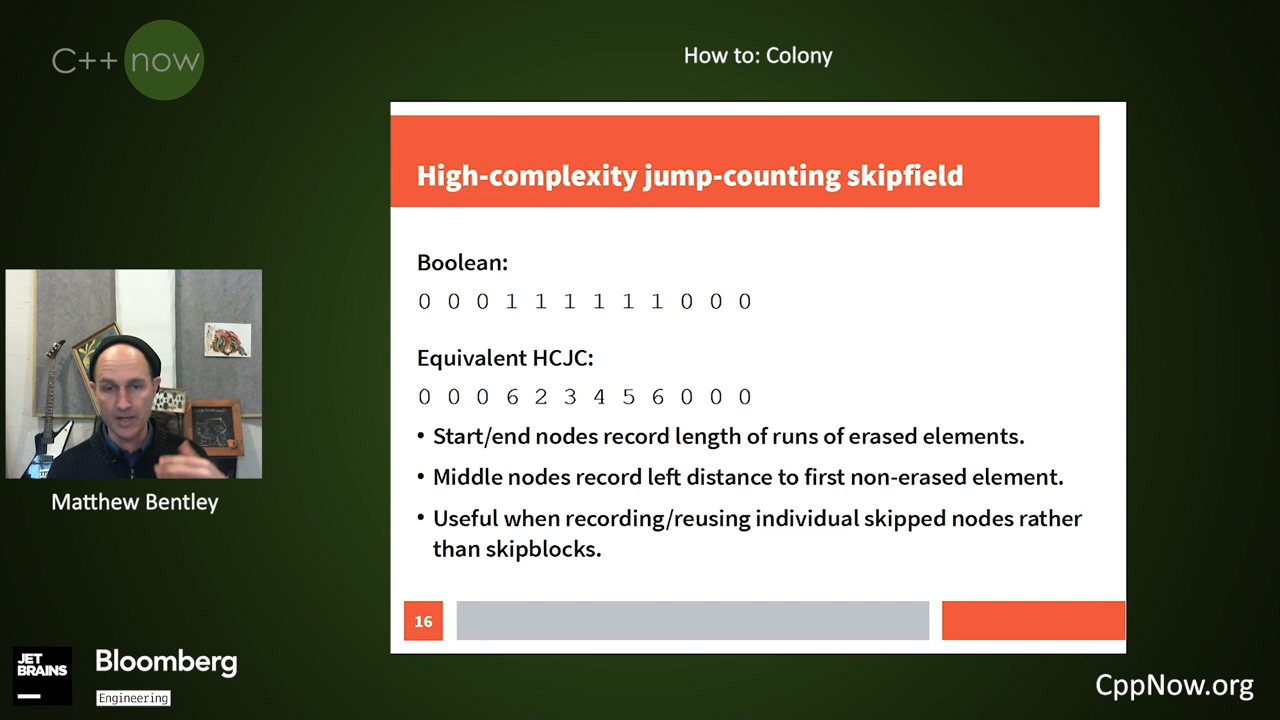 C++ now
How to: Colony
High-complexity jump-counting skipfield
Boolean:
0 0 0 1 1 1 1 1 1 0 0 0
Equivalent HCJC:
0 0 0 6 2 3 4 5 6 0 0 0
• Start/end nodes record length of runs of erased elements.
• Middle nodes record left distance to first non-erased element.
• Useful when recording/reusing individual skipped nodes rather
than skipblocks.
16
Matthew Bentley
JET
BRAINS
Bloomberg
Engineering
CppNow.org